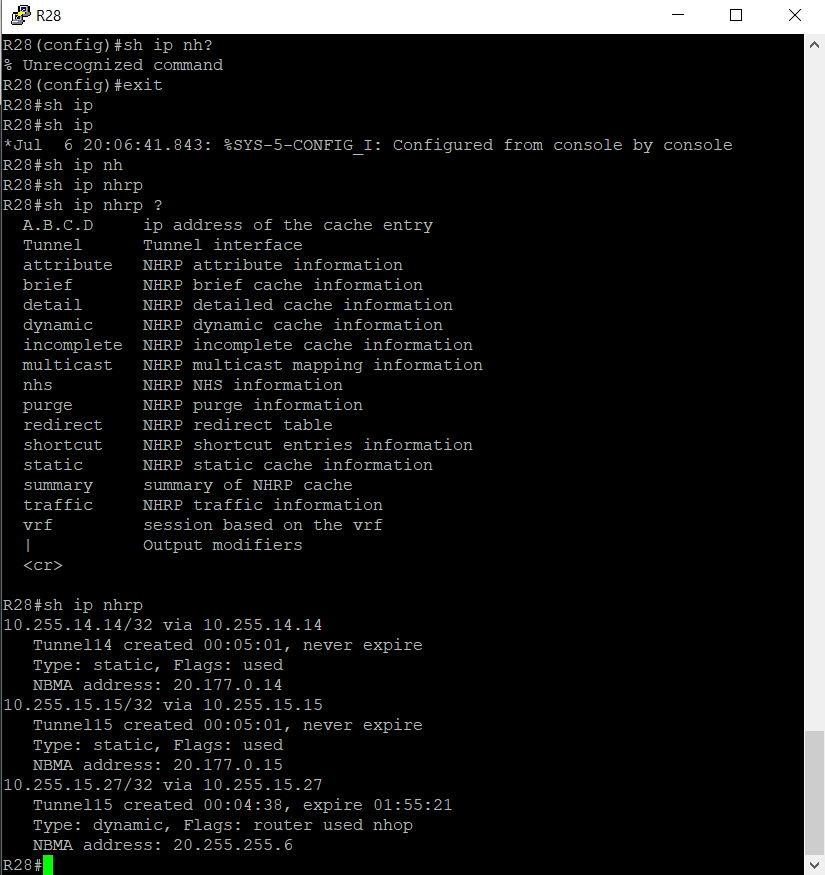 R28
R28(config)#sh ip nh?
% Unrecognized command
R28(config)#exit
R28#sh ip
R28#sh ip
*Jul  6 20:06:41.843: %SYS-5-CONFIG_I: Configured from console by console
R28#sh ip nh
R28#sh ip nhrp
R28#sh ip nhrp ?
  A.B.C.D     ip address of the cache entry
  Tunnel      Tunnel interface
  attribute   NHRP attribute information
  brief       NHRP brief cache information
  detail      NHRP detailed cache information
  dynamic     NHRP dynamic cache information
  incomplete  NHRP incomplete cache information
  multicast   NHRP multicast mapping information
  nhs         NHRP NHS information
  purge       NHRP purge information
  redirect    NHRP redirect table
  shortcut    NHRP shortcut entries information
  static      NHRP static cache information
  summary     summary of NHRP cache
  traffic     NHRP traffic information
  vrf         session based on the vrf
  |           Output modifiers
  <cr>

R28#sh ip nhrp
10.255.14.14/32 via 10.255.14.14
   Tunnel14 created 00:05:01, never expire
   Type: static, Flags: used
   NBMA address: 20.177.0.14
10.255.15.15/32 via 10.255.15.15
   Tunnel15 created 00:05:01, never expire
   Type: static, Flags: used
   NBMA address: 20.177.0.15
10.255.15.27/32 via 10.255.15.27
   Tunnel15 created 00:04:38, expire 01:55:21
   Type: dynamic, Flags: router used nhop
   NBMA address: 20.255.255.6
R28#